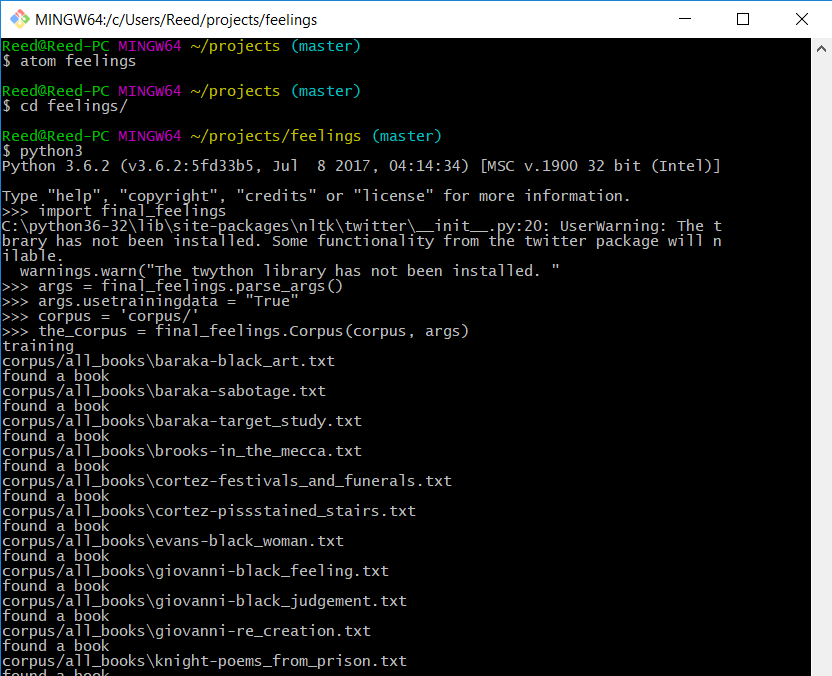 MINGW64:/c/Users/Reed/projects/feelings
Reed@Reed-PC MINGW64 ~/projects (master)
$ atom feelings
Reed@Reed-PC MINGW64 ~/projects (master)
$ cd feelings/
Reed@Reed-PC MINGW64 ~/projects/feelings (master)
$ python3
Python 3.6.2 (v3.6.2:5fd33b5, Jul  8 2017, 04:14:34) [MSC v.1900 32 bit (Intel)]
Type "help", "copyright", "credits" or "license" for more information.
>>> import final_feelings
C:\python36-32\lib\site-packages\nltk\twitter\__init__.py:20: UserWarning: The t
brary has not been installed. Some functionality from the twitter package will n
ilable.
  warnings.warn("The twython library has not been installed. "
>>> args = final_feelings.parse_args()
>>> args.usetrainingdata = "True"
>>> corpus = 'corpus/'
>>> the_corpus = final_feelings.Corpus(corpus, args)
training
corpus/all_books\baraka-black_art.txt
found a book
corpus/all_books\baraka-sabotage.txt
found a book
corpus/all_books\baraka-target_study.txt
found a book
corpus/all_books\brooks-in_the_mecca.txt
found a book
corpus/all_books\cortez-festivals_and_funerals.txt
found a book
corpus/all_books\cortez-pissstained_stairs.txt
found a book
corpus/all_books\evans-black_woman.txt
found a book
corpus/all_books\giovanni-black_feeling.txt
found a book
corpus/all_books\giovanni-black_judgement.txt
found a book
corpus/all_books\giovanni-re_creation.txt
found a book
corpus/all_books\knight-poems_from_prison.txt
found a book